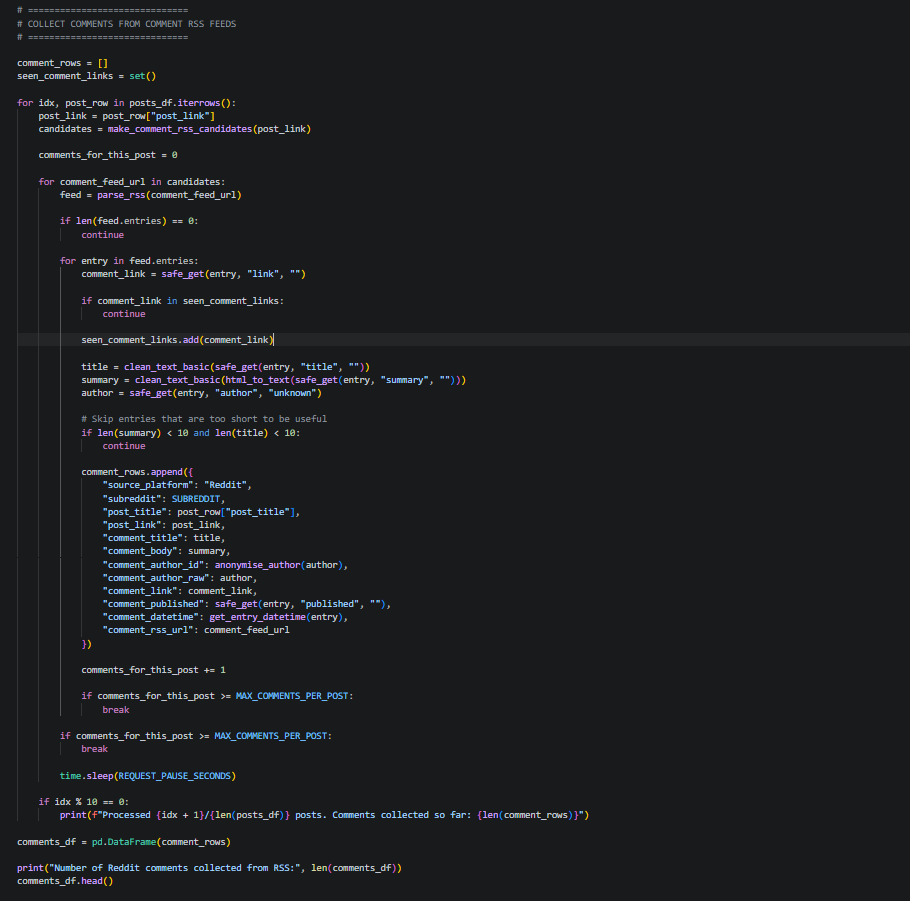 # ==============================
# COLLECT COMMENTS FROM COMMENT RSS FEEDS
# ==============================
comment_rows = []
seen_comment_links = set()
for idx, post_row in posts_df.iterrows():
    post_link = post_row["post_link"]
    candidates = make_comment_rss_candidates(post_link)
    comments_for_this_post = 0
    for comment_feed_url in candidates:
        feed = parse_rss(comment_feed_url)
        if len(feed.entries) == 0:
            continue
        for entry in feed.entries:
            comment_link = safe_get(entry, "link", "")
            if comment_link in seen_comment_links:
                continue
            seen_comment_links.add(comment_link)
            title = clean_text_basic(safe_get(entry, "title", ""))
            summary = clean_text_basic(html_to_text(safe_get(entry, "summary", "")))
            author = safe_get(entry, "author", "unknown")
            # Skip entries that are too short to be useful
            if len(summary) < 10 and len(title) < 10:
                continue
            comment_rows.append({
                "source_platform": "Reddit",
                "subreddit": SUBREDDIT,
                "post_title": post_row["post_title"],
                "post_link": post_link,
                "comment_title": title,
                "comment_body": summary,
                "comment_author_id": anonymise_author(author),
                "comment_author_raw": author,
                "comment_link": comment_link,
                "comment_published": safe_get(entry, "published", ""),
                "comment_datetime": get_entry_datetime(entry),
                "comment_rss_url": comment_feed_url
            })
            comments_for_this_post += 1
            if comments_for_this_post >= MAX_COMMENTS_PER_POST:
                break
        if comments_for_this_post >= MAX_COMMENTS_PER_POST:
            break
        time.sleep(REQUEST_PAUSE_SECONDS)
    if idx % 10 == 0:
        print(f"Processed {idx + 1}/{len(posts_df)} posts. Comments collected so far: {len(comment_rows)}")
comments_df = pd.DataFrame(comment_rows)
print("Number of Reddit comments collected from RSS:", len(comments_df))
comments_df.head()